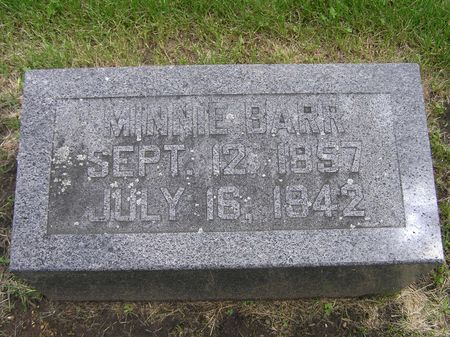 MINNIE BARR
SEPT. 12, 1857
JULY 16, 1942